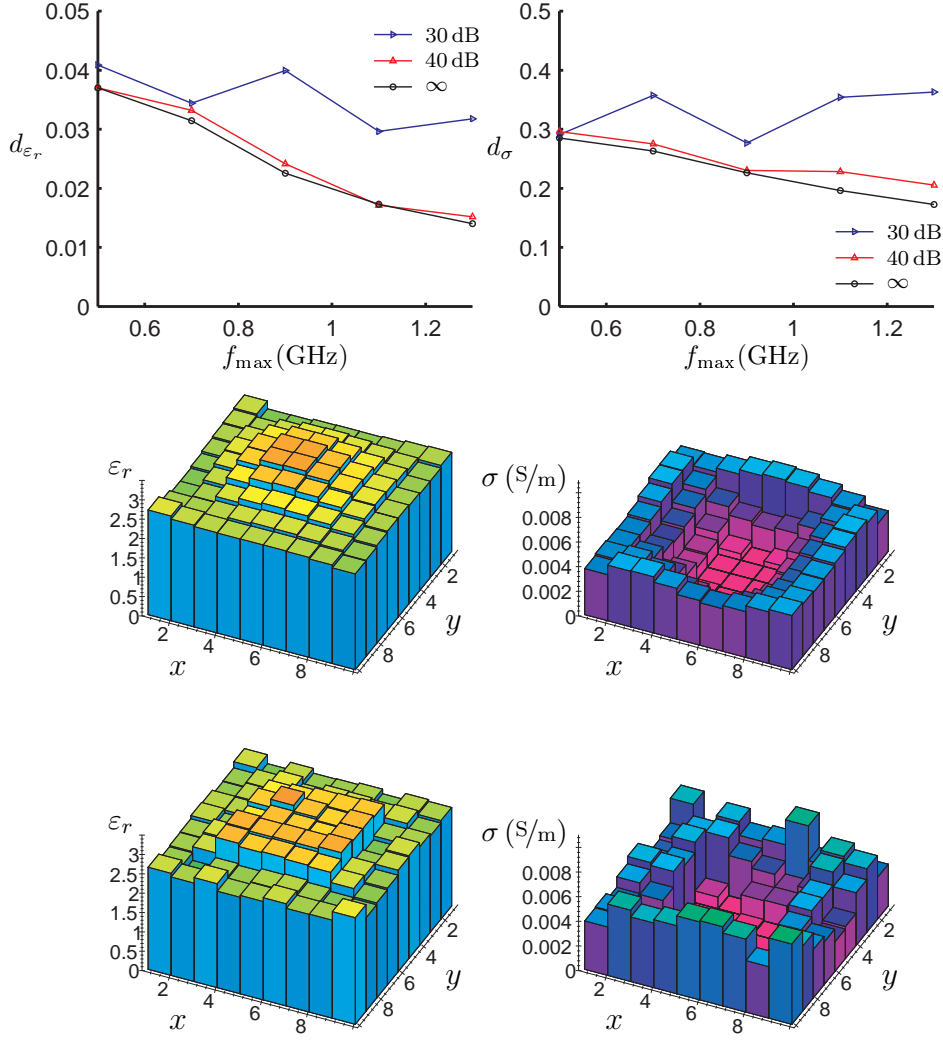 0.05
0.04
0.03
0.02
0.01
0
d_{ε_r}
30 dB
40 dB
∞
0.6 0.8 1 1.2
f_max (GHz)
0.5
0.4
0.3
0.2
0.1
0
d_σ
30 dB
40 dB
∞
0.6 0.8 1 1.2
f_max (GHz)
ε_r
3
2.5
2
1.5
1
0.5
0
2 4 6 8
x
2
4
6
8
y
σ (S/m)
0.008
0.006
0.004
0.002
0
2 4 6 8
x
2
4
6
8
y
ε_r
3
2.5
2
1.5
1
0.5
0
2 4 6 8
x
2
4
6
8
y
σ (S/m)
0.008
0.006
0.004
0.002
0
2 4 6 8
x
2
4
6
8
y